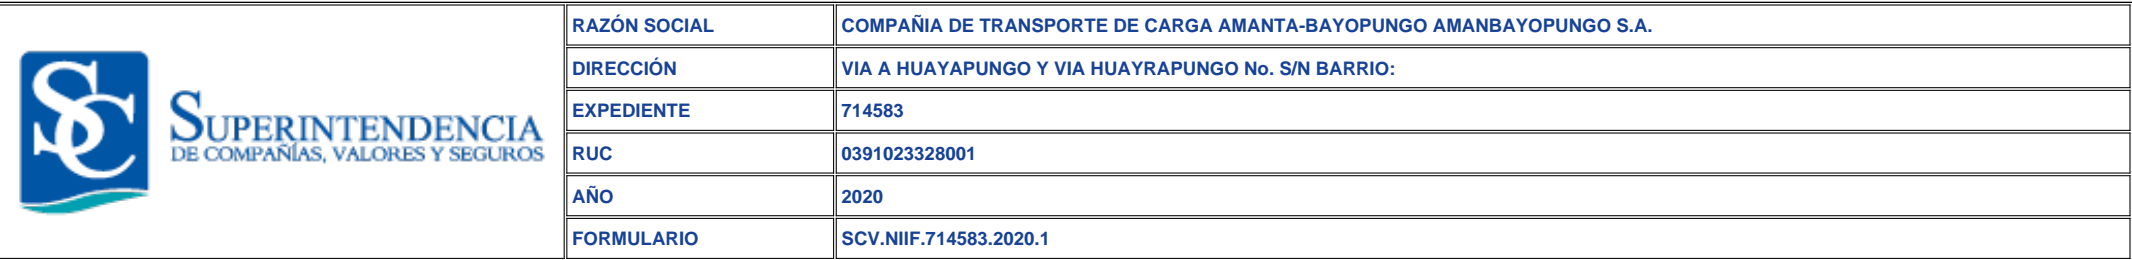 SC
SUPERINTENDENCIA
DE COMPAÑÍAS, VALORES Y SEGUROS
RAZÓN SOCIAL COMPAÑIA DE TRANSPORTE DE CARGA AMANTA-BAYOPUNGO AMANBAYOPUNGO S.A.
DIRECCIÓN VIA A HUAYAPUNGO Y VIA HUAYRAPUNGO No. S/N BARRIO:
EXPEDIENTE 714583
RUC 0391023328001
AÑO 2020
FORMULARIO SCV.NIIF.714583.2020.1